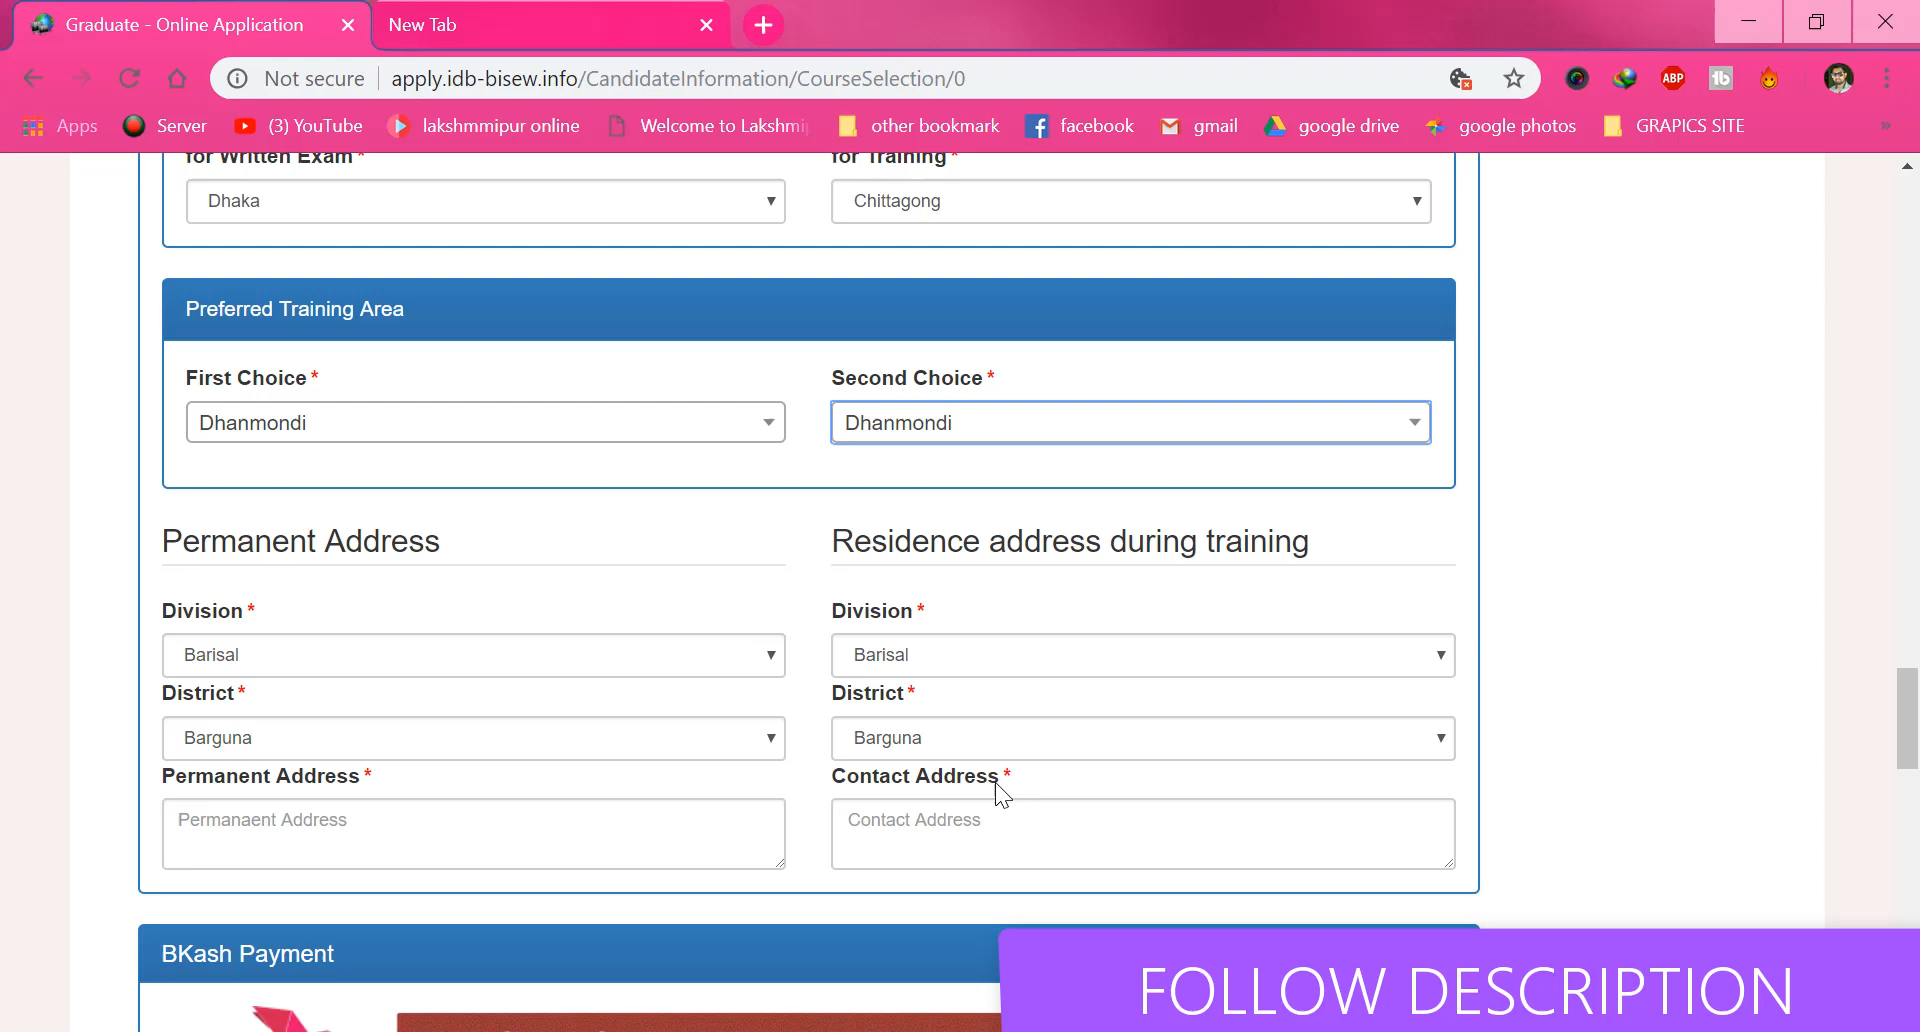 Graduate - Online Application
New Tab
Not secure
apply.idb-bisew.info/CandidateInformation/CourseSelection/0
ABP
Apps
Server
(3) YouTube
lakshmmipur online
Welcome to Lakshmi
other bookmark
facebook
gmail
google drive
google photos
GRAPICS SITE
»
for Written Exam *
for Training *
Dhaka
Chittagong
Preferred Training Area
First Choice *
Second Choice *
Dhanmondi
Dhanmondi
Permanent Address
Residence address during training
Division *
Division *
Barisal
Barisal
District *
District *
Barguna
Barguna
Permanent Address *
Contact Address *
Permanaent Address
Contact Address
BKash Payment
FOLLOW DESCRIPTION